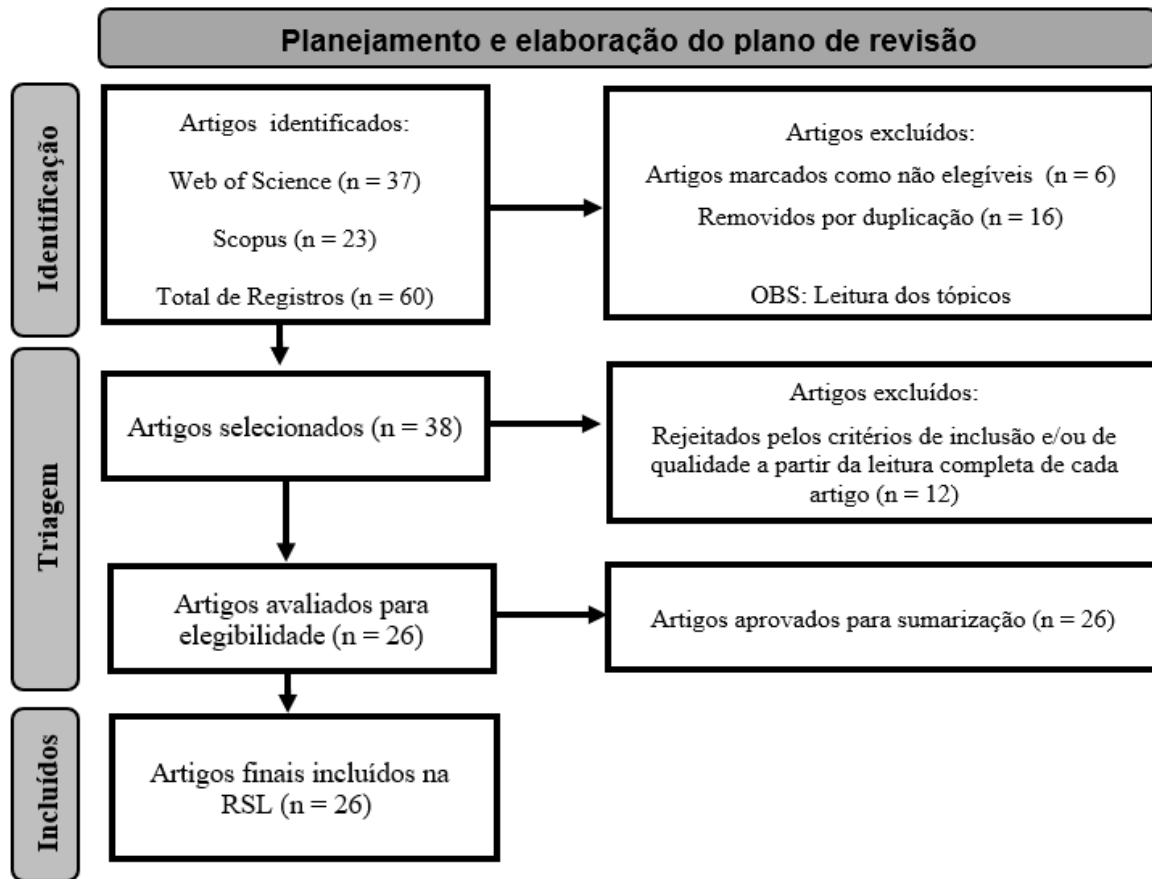 Planejamento e elaboração do plano de revisão
Identificação
Artigos identificados:
Web of Science (n = 37)
Scopus (n = 23)
Total de Registros (n = 60)
Artigos excluídos:
Artigos marcados como não elegíveis (n = 6)
Removidos por duplicação (n = 16)
OBS: Leitura dos tópicos
Triagem
Artigos selecionados (n = 38)
Artigos excluídos:
Rejeitados pelos critérios de inclusão e/ou de
qualidade a partir da leitura completa de cada
artigo (n = 12)
Artigos avaliados para
elegibilidade (n = 26)
Artigos aprovados para sumarização (n = 26)
Incluídos
Artigos finais incluídos na
RSL (n = 26)